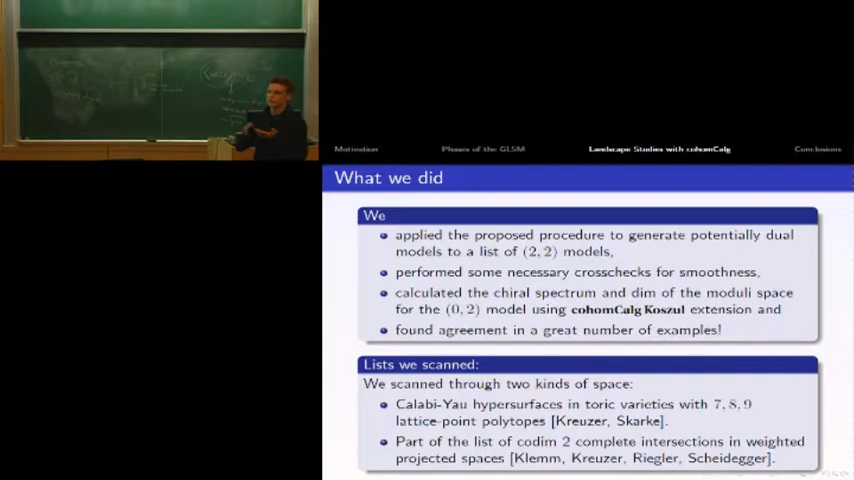 Motivation Phases of the GLSM Landscape Studies with cohomCalg Conclusions
What we did
We
applied the proposed procedure to generate potentially dual
models to a list of (2, 2) models,
performed some necessary crosschecks for smoothness,
calculated the chiral spectrum and dim of the moduli space
for the (0, 2) model using cohomCalg Koszul extension and
found agreement in a great number of examples!
Lists we scanned:
We scanned through two kinds of space:
Calabi-Yau hypersurfaces in toric varieties with 7, 8, 9
lattice-point polytopes [Kreuzer, Skarke].
Part of the list of codim 2 complete intersections in weighted
projected spaces [Klemm, Kreuzer, Riegler, Scheidegger].